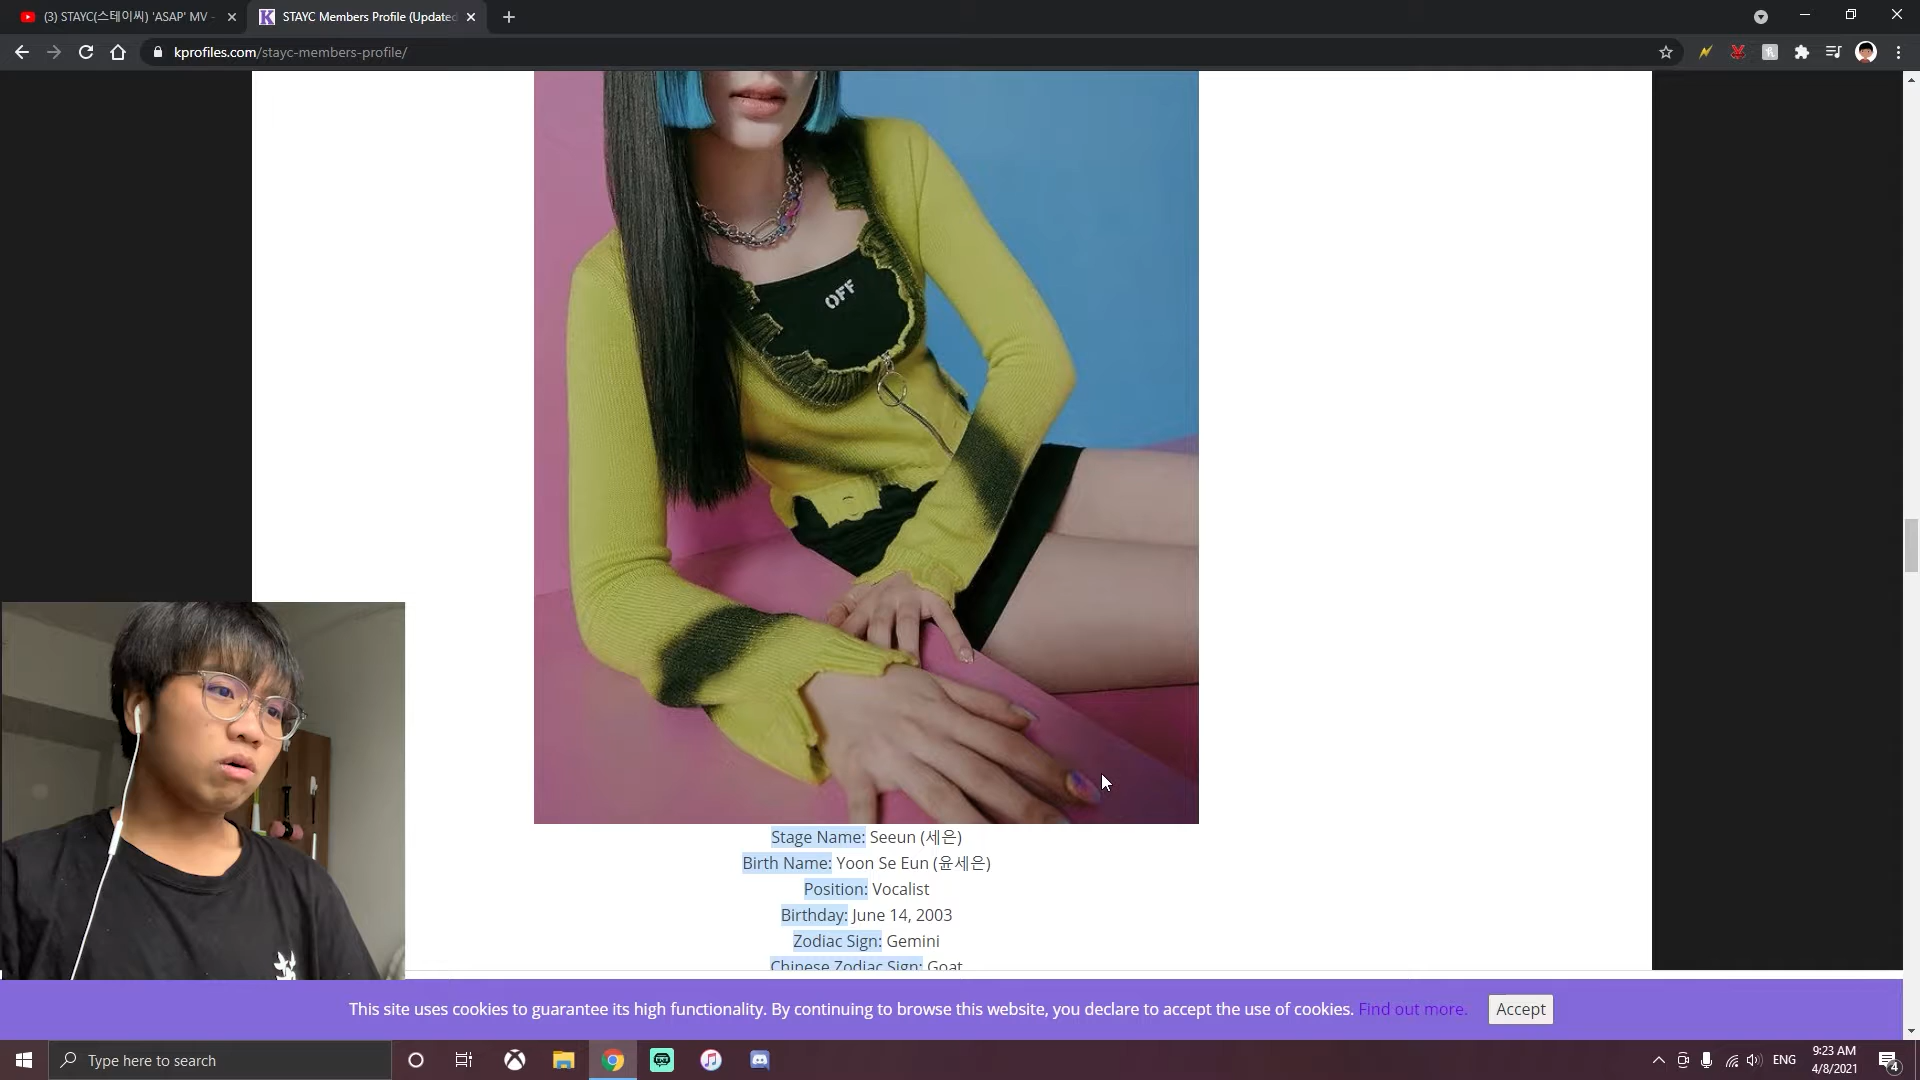 (3) STAYC(스테이씨) 'ASAP' MV -
STAYC Members Profile (Updated
kprofiles.com/stayc-members-profile/
OFF
Stage Name: Seeun (세은)
Birth Name: Yoon Se Eun (윤세은)
Position: Vocalist
Birthday: June 14, 2003
Zodiac Sign: Gemini
Chinese Zodiac Sign: Goat
This site uses cookies to guarantee its high functionality. By continuing to browse this website, you declare to accept the use of cookies. Find out more. Accept
Type here to search
ENG
9:23 AM
4/8/2021
4